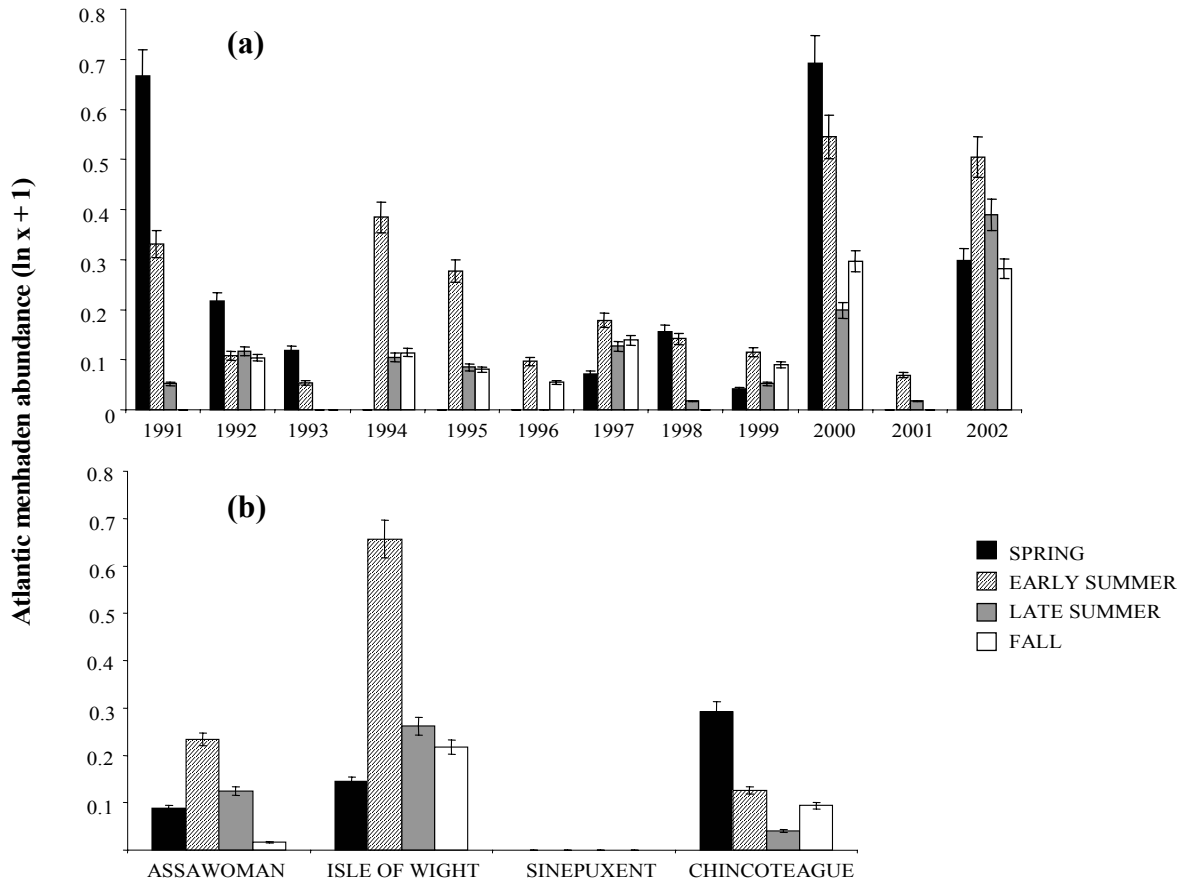 Atlantic menhaden abundance (ln x + 1)
(a)
0.8
0.7
0.6
0.5
0.4
0.3
0.2
0.1
0
1991 1992 1993 1994 1995 1996 1997 1998 1999 2000 2001 2002
(b)
0.8
0.7
0.6
0.5
0.4
0.3
0.2
0.1
ASSAWOMAN ISLE OF WIGHT SINEPUXENT CHINCOTEAGUE
SPRING
EARLY SUMMER
LATE SUMMER
FALL